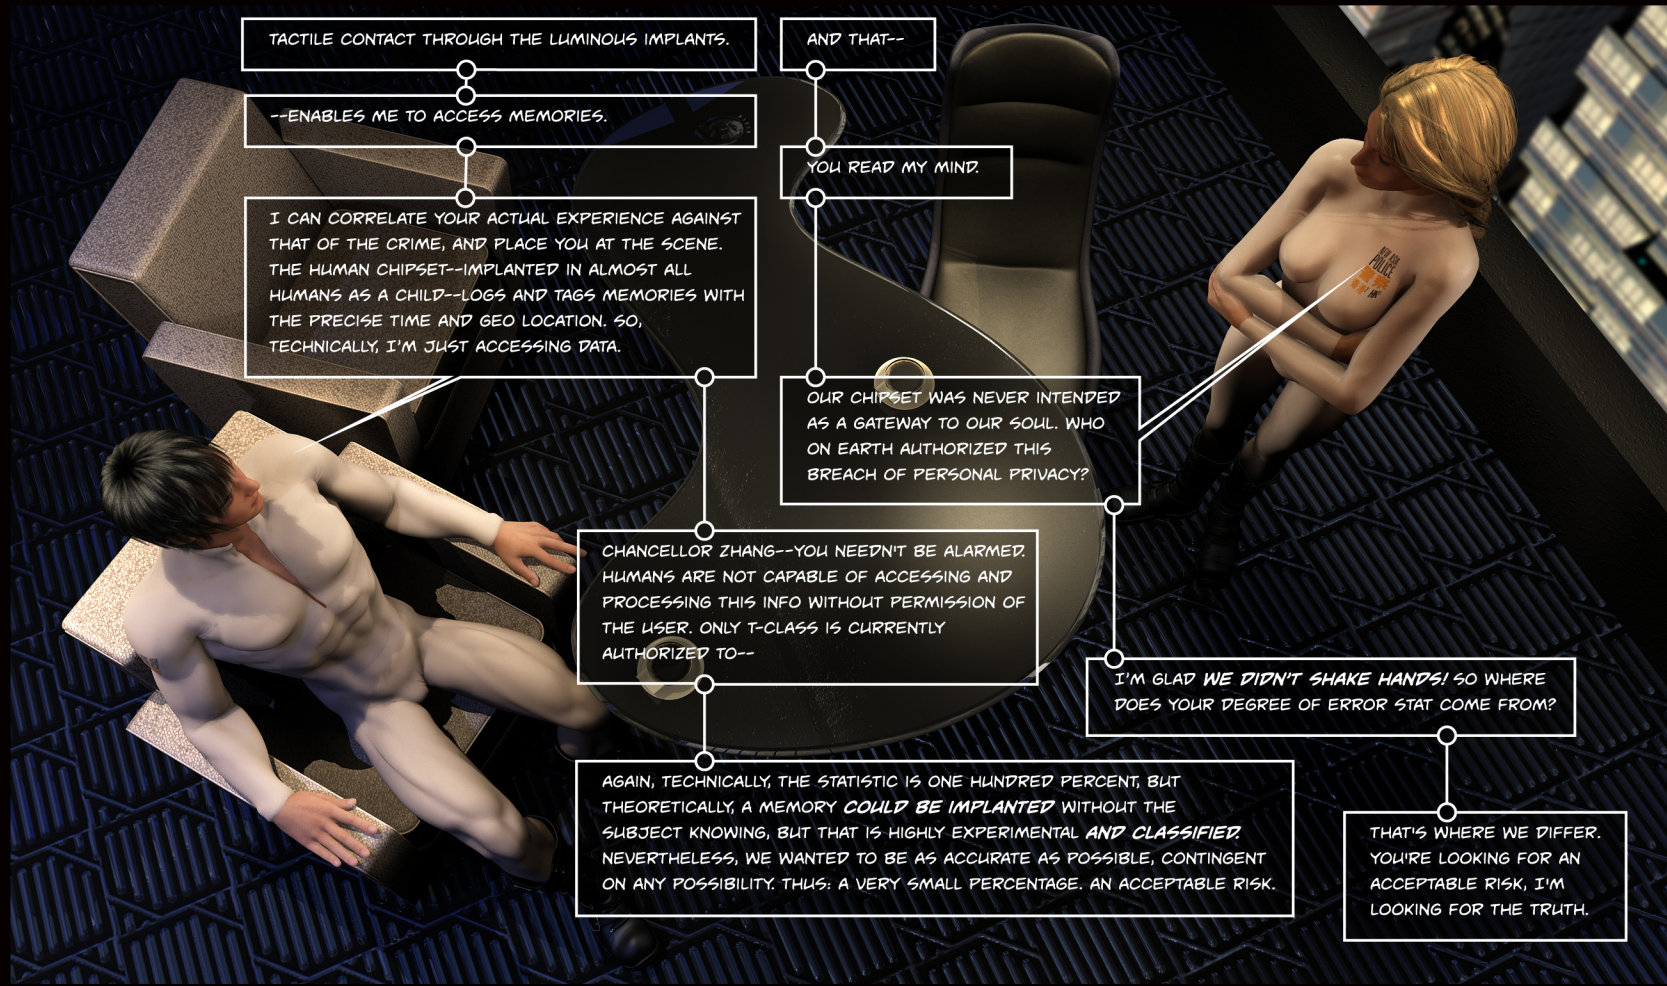 TACTILE CONTACT THROUGH THE LUMINOUS IMPLANTS.
AND THAT--
--ENABLES ME TO ACCESS MEMORIES.
YOU READ MY MIND.
I CAN CORRELATE YOUR ACTUAL EXPERIENCE AGAINST
THAT OF THE CRIME, AND PLACE YOU AT THE SCENE.
THE HUMAN CHIPSET--IMPLANTED IN ALMOST ALL
HUMANS AS A CHILD--LOGS AND TAGS MEMORIES WITH
THE PRECISE TIME AND GEO LOCATION. SO,
TECHNICALLY, I'M JUST ACCESSING DATA.
OUR CHIPSET WAS NEVER INTENDED
AS A GATEWAY TO OUR SOUL. WHO
ON EARTH AUTHORIZED THIS
BREACH OF PERSONAL PRIVACY?
CHANCELLOR ZHANG--YOU NEEDN'T BE ALARMED.
HUMANS ARE NOT CAPABLE OF ACCESSING AND
PROCESSING THIS INFO WITHOUT PERMISSION OF
THE USER. ONLY T-CLASS IS CURRENTLY
AUTHORIZED TO--
I'M GLAD WE DIDN'T SHAKE HANDS! SO WHERE
DOES YOUR DEGREE OF ERROR STAT COME FROM?
AGAIN, TECHNICALLY, THE STATISTIC IS ONE HUNDRED PERCENT, BUT
THEORETICALLY, A MEMORY COULD BE IMPLANTED WITHOUT THE
SUBJECT KNOWING, BUT THAT IS HIGHLY EXPERIMENTAL AND CLASSIFIED.
NEVERTHELESS, WE WANTED TO BE AS ACCURATE AS POSSIBLE, CONTINGENT
ON ANY POSSIBILITY. THUS: A VERY SMALL PERCENTAGE. AN ACCEPTABLE RISK.
THAT'S WHERE WE DIFFER.
YOU'RE LOOKING FOR AN
ACCEPTABLE RISK, I'M
LOOKING FOR THE TRUTH.
POLICE